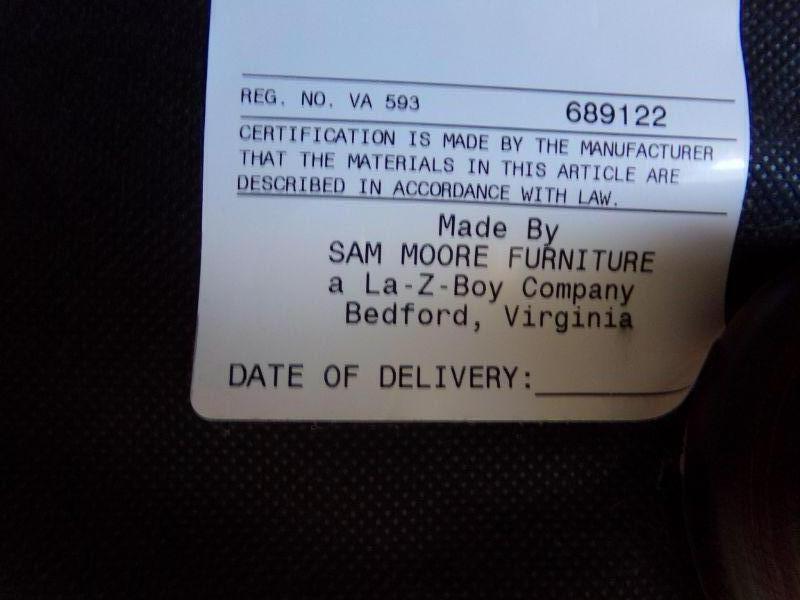 REG. NO. VA 593 689122
CERTIFICATION IS MADE BY THE MANUFACTURER
THAT THE MATERIALS IN THIS ARTICLE ARE
DESCRIBED IN ACCORDANCE WITH LAW.
Made By
SAM MOORE FURNITURE
a La-Z-Boy Company
Bedford, Virginia
DATE OF DELIVERY: